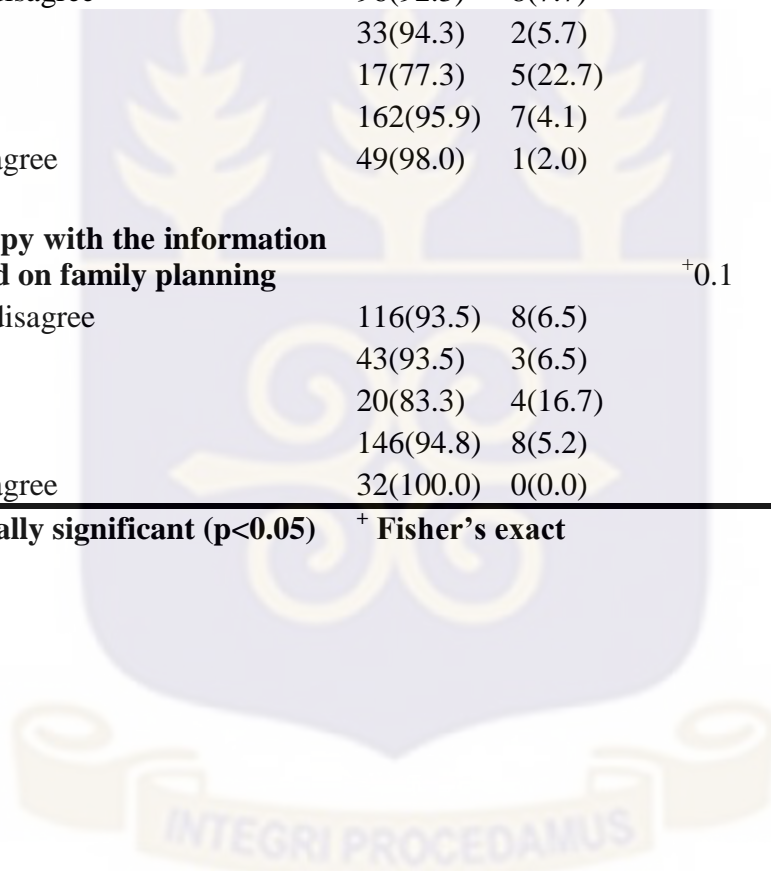 33(94.3) 2(5.7)
17(77.3) 5(22.7)
162(95.9) 7(4.1)
agree 49(98.0) 1(2.0)
py with the information
d on family planning +0.1
disagree 116(93.5) 8(6.5)
43(93.5) 3(6.5)
20(83.3) 4(16.7)
146(94.8) 8(5.2)
agree 32(100.0) 0(0.0)
ally significant (p<0.05) + Fisher’s exact
INTEGRI PROCEDAMUS